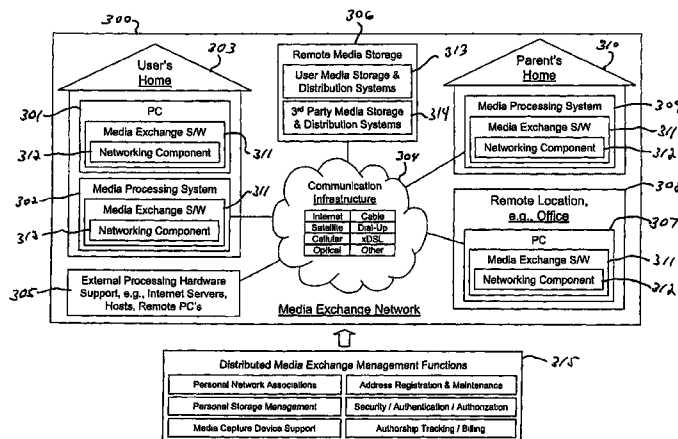 300
306
User's
Home
303
Remote Media Storage
User Media Storage &
Distribution Systems
3rd Party Media Storage
& Distribution Systems
313
314
Parent's
Home
310
301
PC
Media Exchange S/W
Networking Component
312
311
302
Media Processing System
Media Exchange S/W
Networking Component
312
311
304
Communication
Infrastructure
Internet
Cable
Satellite
Dial-Up
Cellular
xDSL
Optical
Other
Media Processing System
Media Exchange S/W
Networking Component
309
311
312
Remote Location,
e.g., Office
308
307
PC
Media Exchange S/W
Networking Component
311
312
305
External Processing Hardware
Support, e.g., Internet Servers,
Hosts, Remote PC's
Media Exchange Network
Distributed Media Exchange Management Functions
315
Personal Network Associations
Address Registration & Maintenance
Personal Storage Management
Security / Authentication / Authorization
Media Capture Device Support
Authorship Tracking / Billing